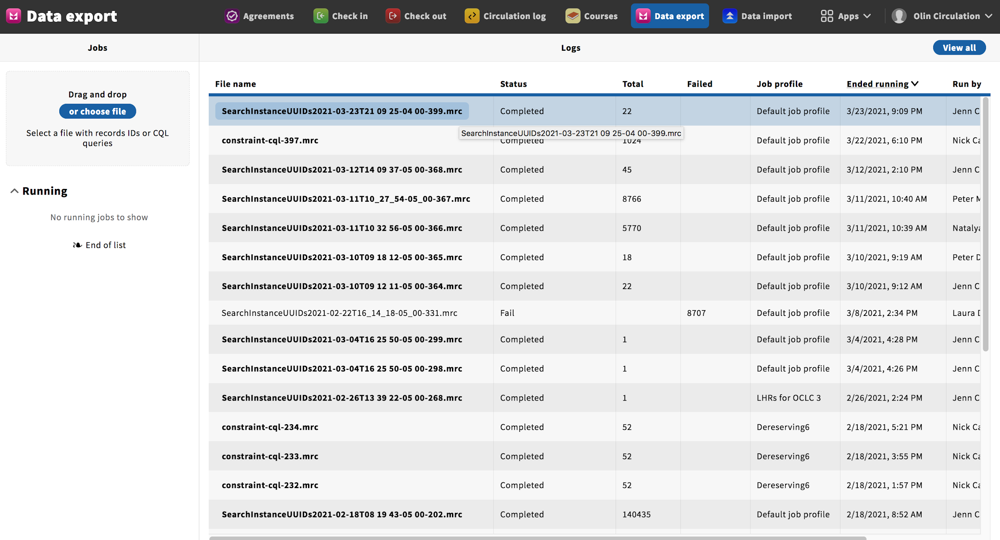 Data export Agreements Check in Check out Circulation log Courses Data export Data import Apps Olin Circulation
Jobs
Drag and drop
or choose file
Select a file with records IDs or CQL
queries
Running
No running jobs to show
End of list
Logs View all
File name Status Total Failed Job profile Ended running Run by
SearchInstanceUUIDs2021-03-23T21 09 25-04 00-399.mrc Completed 22 Default job profile 3/23/2021, 9:09 PM Jenn C
SearchInstanceUUIDs2021-03-23T21 09 25-04 00-399.mrc
constraint-cql-397.mrc Completed 1024 Default job profile 3/22/2021, 6:10 PM Nick Ca
SearchInstanceUUIDs2021-03-12T14 09 37-05 00-368.mrc Completed 45 Default job profile 3/12/2021, 2:10 PM Jenn C
SearchInstanceUUIDs2021-03-11T10_27_54-05_00-367.mrc Completed 8766 Default job profile 3/11/2021, 10:40 AM Peter M
SearchInstanceUUIDs2021-03-11T10 32 56-05 00-366.mrc Completed 5770 Default job profile 3/11/2021, 10:39 AM Natalya
SearchInstanceUUIDs2021-03-10T09 18 12-05 00-365.mrc Completed 18 Default job profile 3/10/2021, 9:19 AM Peter D
SearchInstanceUUIDs2021-03-10T09 12 11-05 00-364.mrc Completed 22 Default job profile 3/10/2021, 9:12 AM Jenn C
SearchInstanceUUIDs2021-02-22T16_14_18-05_00-331.mrc Fail 8707 Default job profile 3/8/2021, 2:34 PM Laura D
SearchInstanceUUIDs2021-03-04T16 25 50-05 00-299.mrc Completed 1 Default job profile 3/4/2021, 4:28 PM Jenn C
SearchInstanceUUIDs2021-03-04T16 25 50-05 00-298.mrc Completed 1 Default job profile 3/4/2021, 4:26 PM Jenn C
SearchInstanceUUIDs2021-02-26T13 39 22-05 00-268.mrc Completed 1 LHRs for OCLC 3 2/26/2021, 2:24 PM Jenn C
constraint-cql-234.mrc Completed 52 Dereserving6 2/18/2021, 5:21 PM Nick Ca
constraint-cql-233.mrc Completed 52 Dereserving6 2/18/2021, 3:55 PM Nick Ca
constraint-cql-232.mrc Completed 52 Dereserving6 2/18/2021, 1:57 PM Nick Ca
SearchInstanceUUIDs2021-02-18T08 19 43-05 00-202.mrc Completed 140435 Default job profile 2/18/2021, 8:52 AM Jenn C